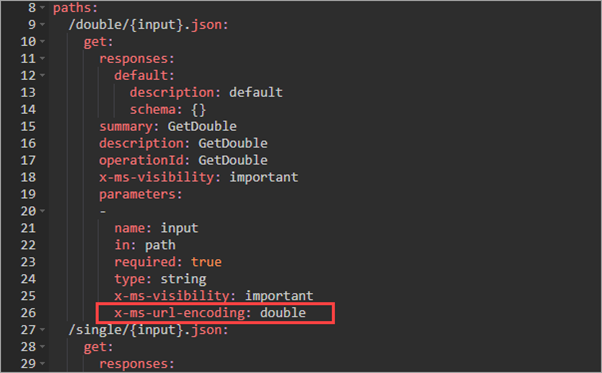 8 paths:
9 /double/{input}.json:
10 get:
11 responses:
12 default:
13 description: default
14 schema: {}
15 summary: GetDouble
16 description: GetDouble
17 operationId: GetDouble
18 x-ms-visibility: important
19 parameters:
20 -
21 name: input
22 in: path
23 required: true
24 type: string
25 x-ms-visibility: important
26 x-ms-url-encoding: double
27 /single/{input}.json:
28 get:
29 responses: